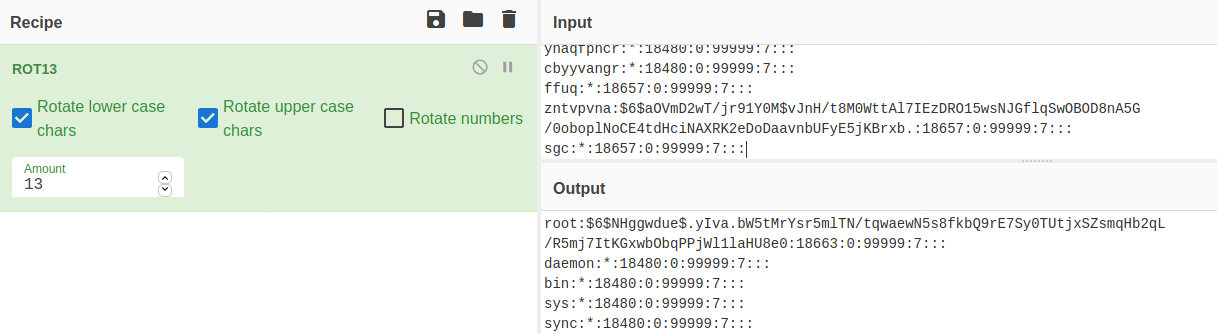 Recipe
ROT13
Rotate lower case chars
Rotate upper case chars
Rotate numbers
Amount
13
Input
ynaqfpncr:*:18480:0:99999:7:::
cbyyvangr:*:18480:0:99999:7:::
ffuq:*:18657:0:99999:7:::
zntvpvna:$6$aOVmD2wT/jr91Y0M$vJnH/t8M0WttAl7IEzDRO15wsNJGflqSwOBOD8nA5G
/0oboplNoCE4tdHciNAXRK2eDoDaavnbUFyE5jKBrxb.:18657:0:99999:7:::
sgc:*:18657:0:99999:7:::
Output
root:$6$NHggwdue$.yIva.bW5tMrYsr5mlTN/tqwaewN5s8fkbQ9rE7Sy0TUtjxSZsmqHb2qL
/R5mj7ItKGxwbObqPPjWl1laHU8e0:18663:0:99999:7:::
daemon:*:18480:0:99999:7:::
bin:*:18480:0:99999:7:::
sys:*:18480:0:99999:7:::
sync:*:18480:0:99999:7:::